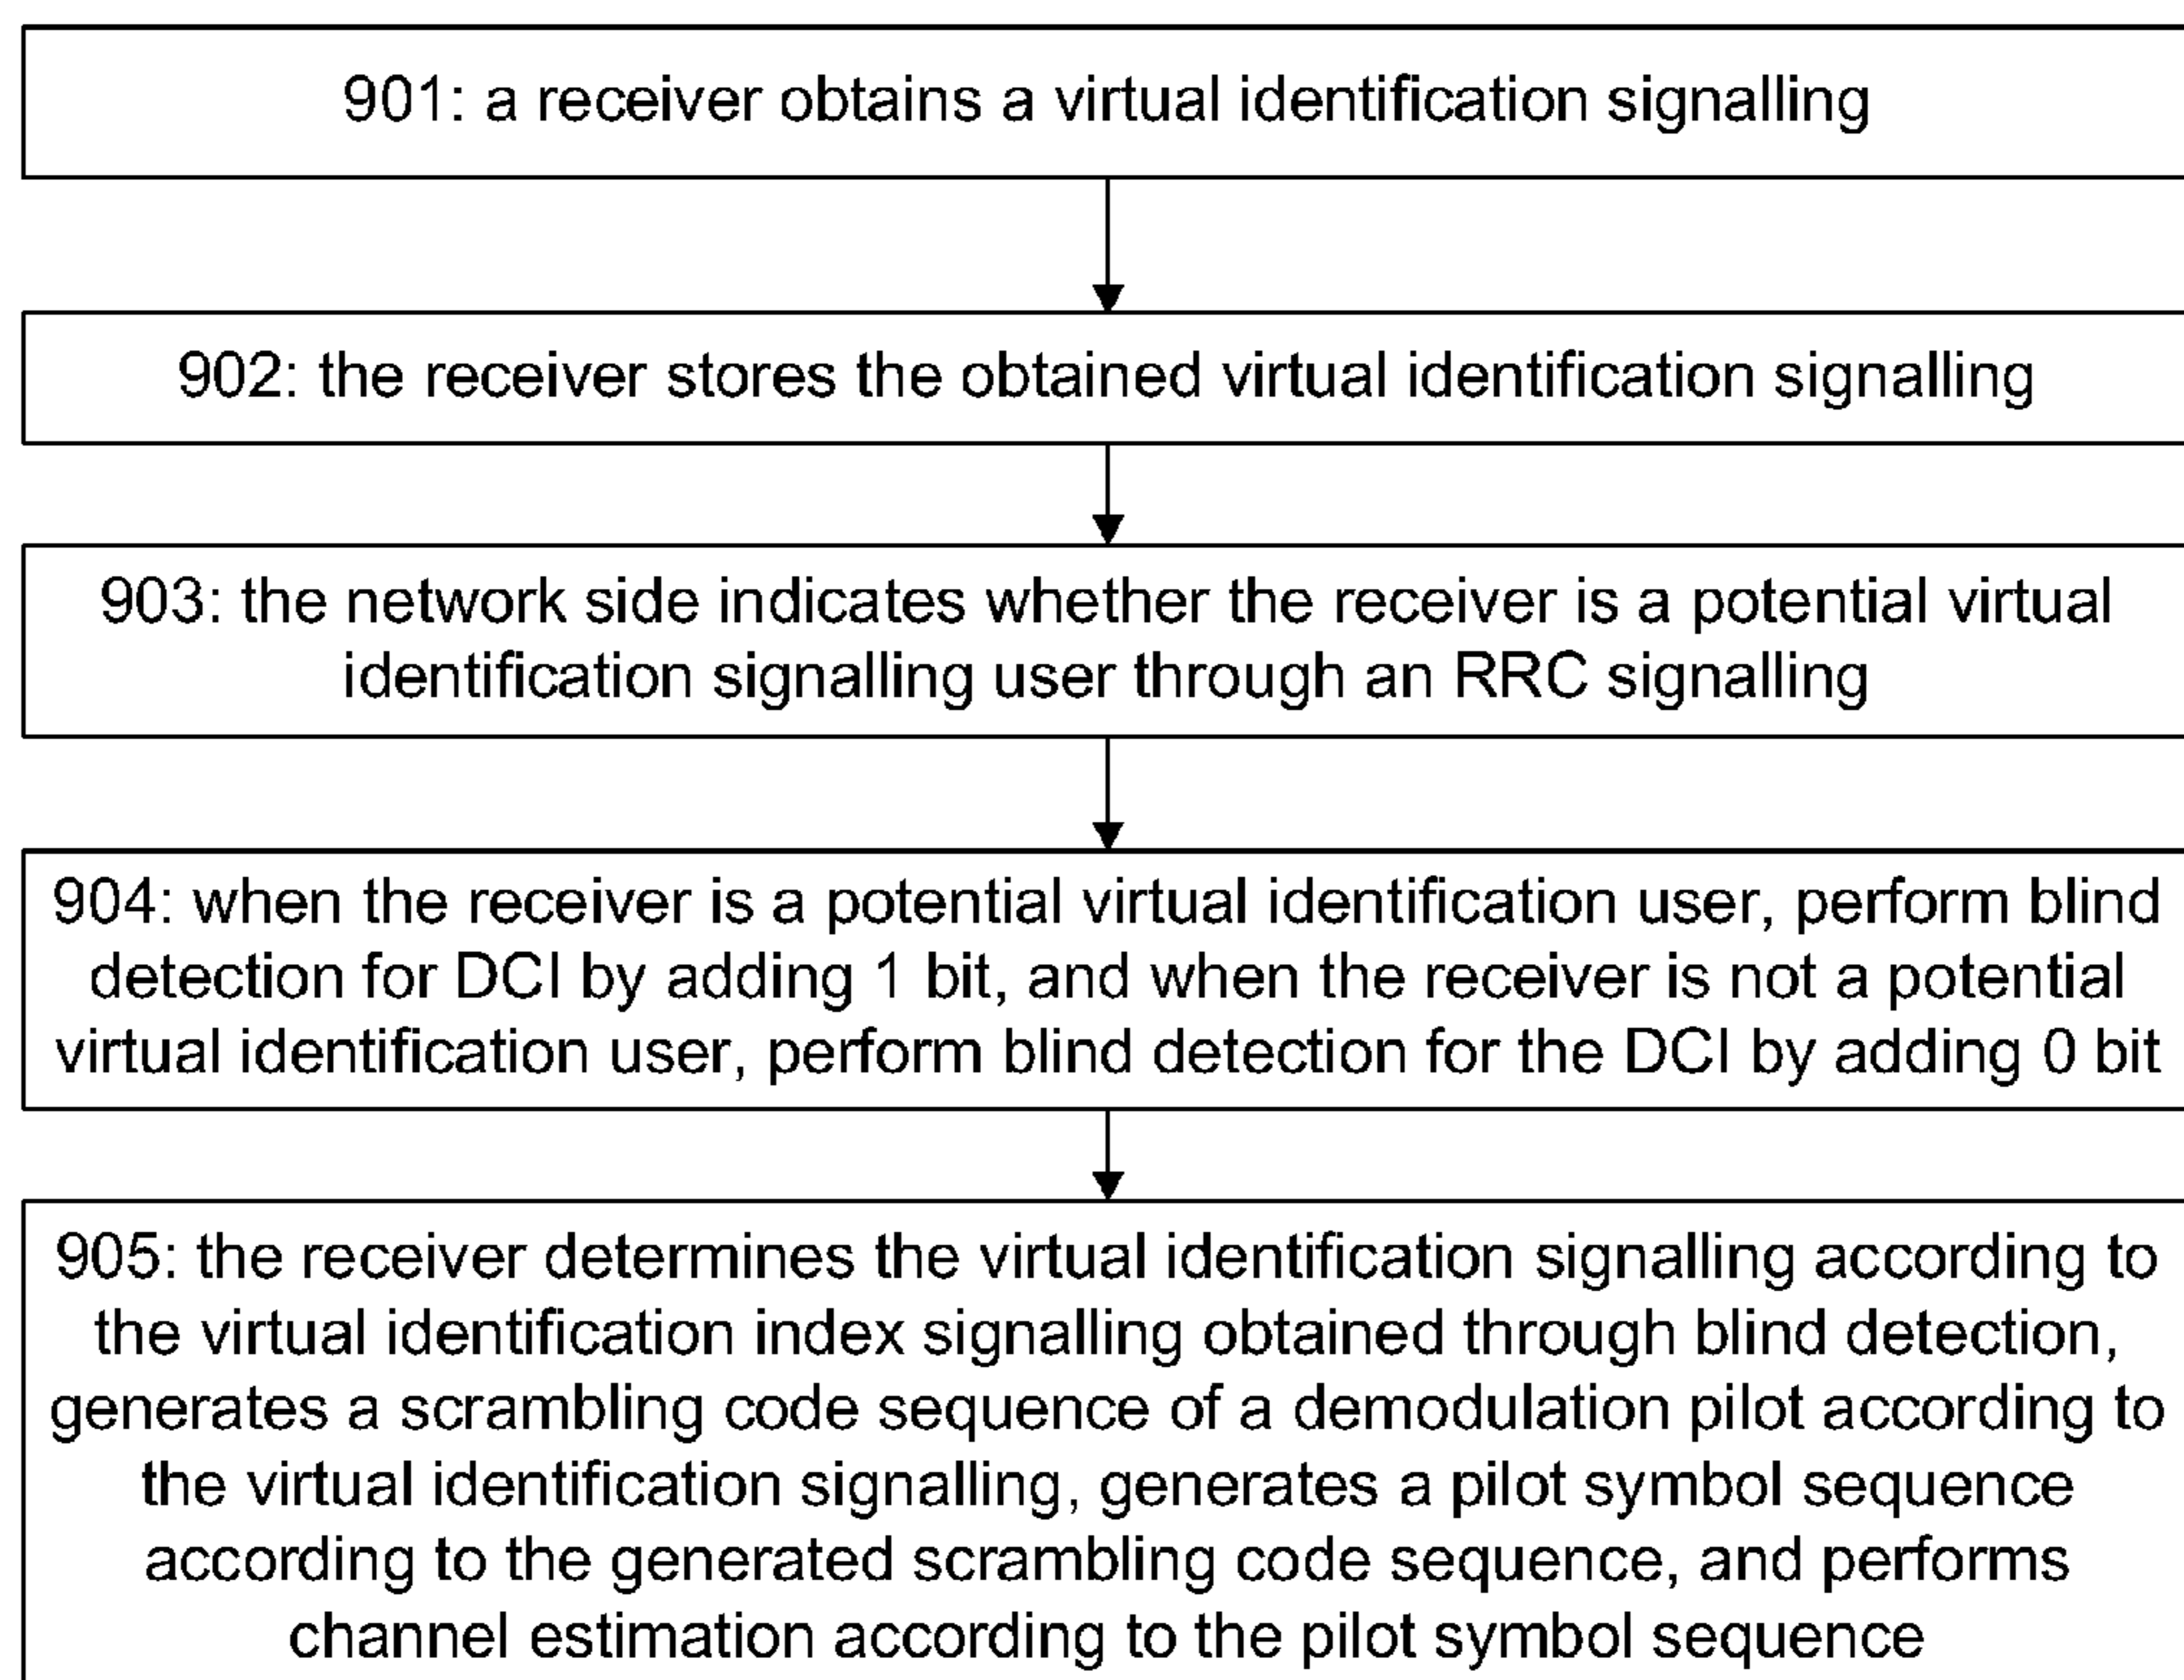 901: a receiver obtains a virtual identification signalling
902: the receiver stores the obtained virtual identification signalling
903: the network side indicates whether the receiver is a potential virtual
identification signalling user through an RRC signalling
904: when the receiver is a potential virtual identification user, perform blind
detection for DCI by adding 1 bit, and when the receiver is not a potential
virtual identification user, perform blind detection for the DCI by adding 0 bit
905: the receiver determines the virtual identification signalling according to
the virtual identification index signalling obtained through blind detection,
generates a scrambling code sequence of a demodulation pilot according to
the virtual identification signalling, generates a pilot symbol sequence
according to the generated scrambling code sequence, and performs
channel estimation according to the pilot symbol sequence